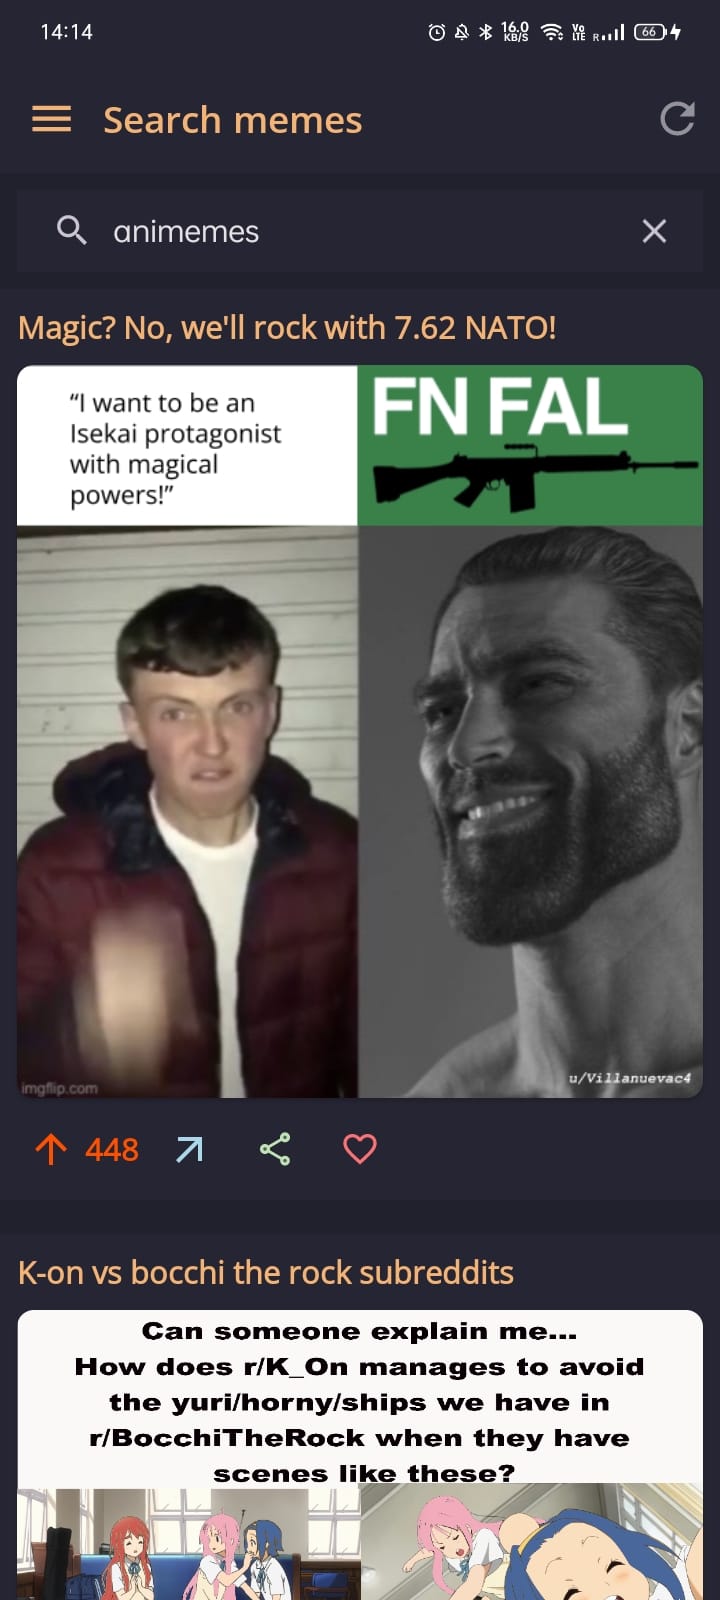 14:14
16.0 KB/S
Vo LTE
R
66
Search memes
animemes
Magic? No, we'll rock with 7.62 NATO!
“I want to be an
Isekai protagonist
with magical
powers!”
FN FAL
imgflip.com
u/Villanuevac4
448
K-on vs bocchi the rock subreddits
Can someone explain me...
How does r/K_On manages to avoid
the yuri/horny/ships we have in
r/BocchiTheRock when they have
scenes like these?